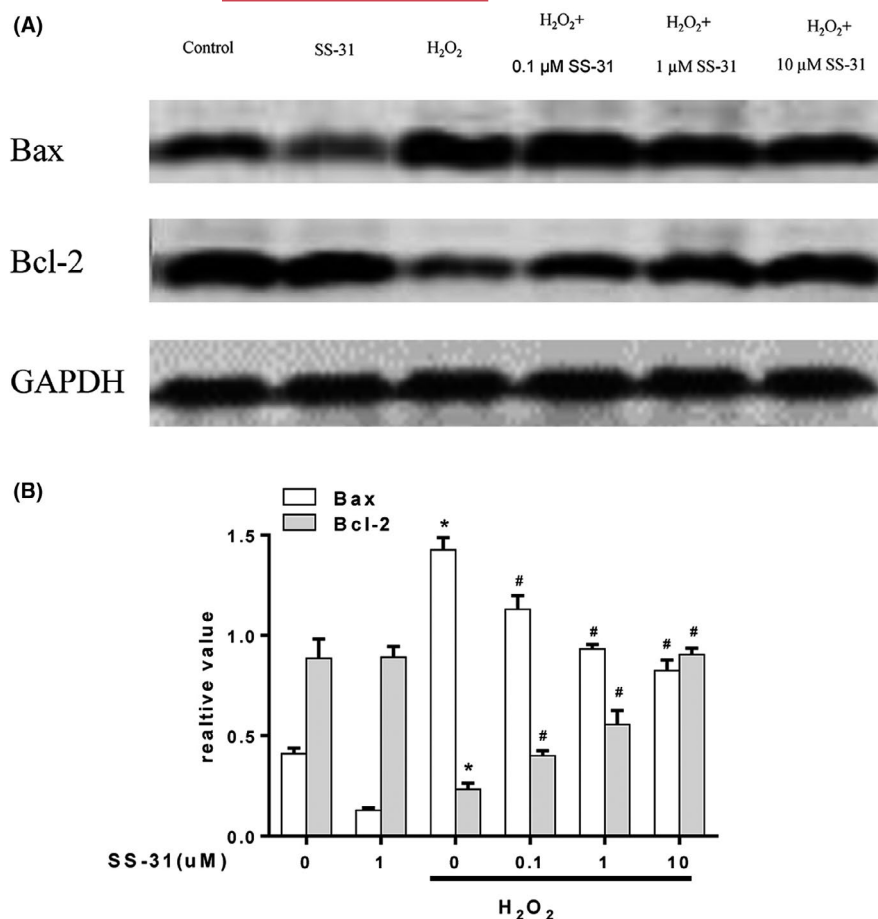 (A)
Control SS-31 H₂O₂ H₂O₂+ H₂O₂+ H₂O₂+
0.1 µM SS-31 1 µM SS-31 10 µM SS-31
Bax
Bcl-2
GAPDH
(B)
Bax
Bcl-2
1.5
1.0
0.5
0.0
realtive value
*
#
#
#
#
*
#
#
SS-31(uM) 0 1 0 0.1 1 10
H₂O₂